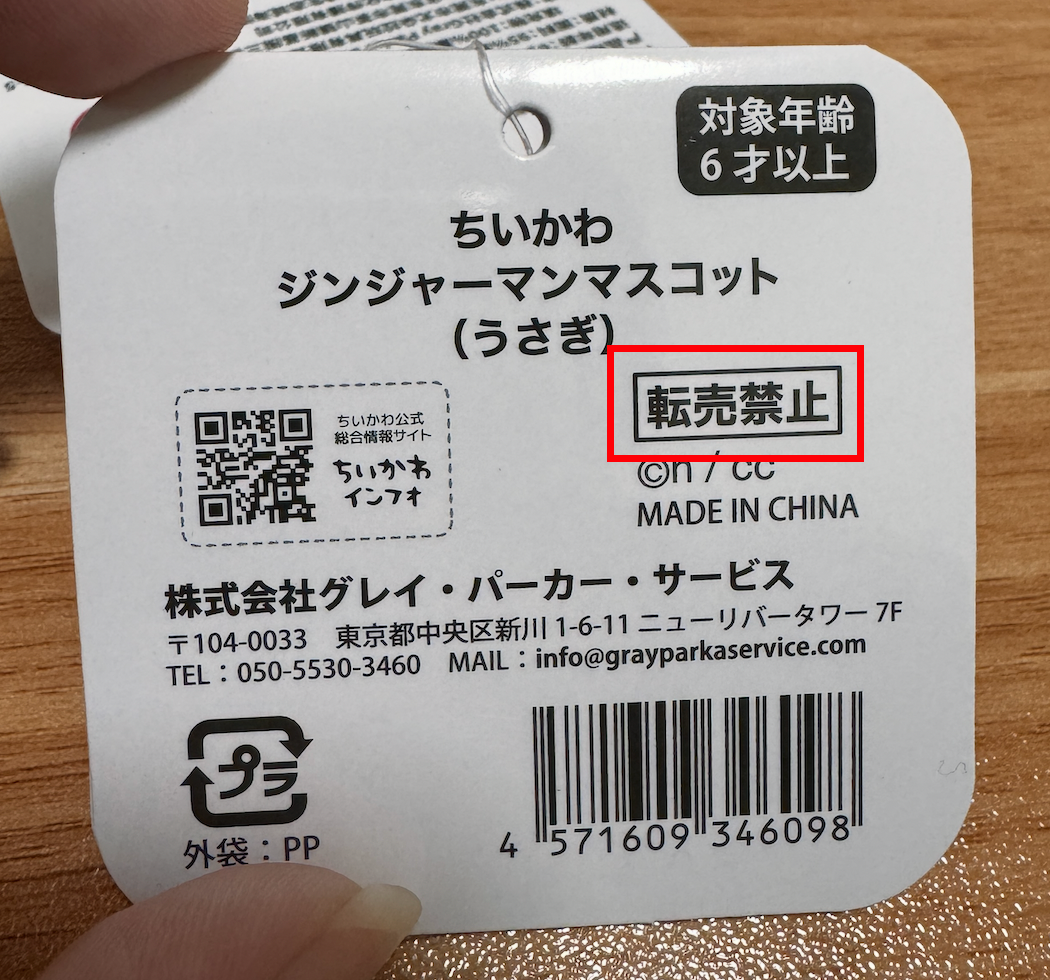 対象年齢
6才以上
ちいかわ
ジンジャーマンマスコット
(うさぎ)
転売禁止
©n / cc
MADE IN CHINA
ちいかわ公式
総合情報サイト
ちいかわ
インフォ
株式会社グレイ・パーカー・サービス
〒104-0033 東京都中央区新川 1-6-11 ニューリバータワー 7F
TEL：050-5530-3460 MAIL：info@grayparkaservice.com
プラ
外袋：PP
4 571609 346098